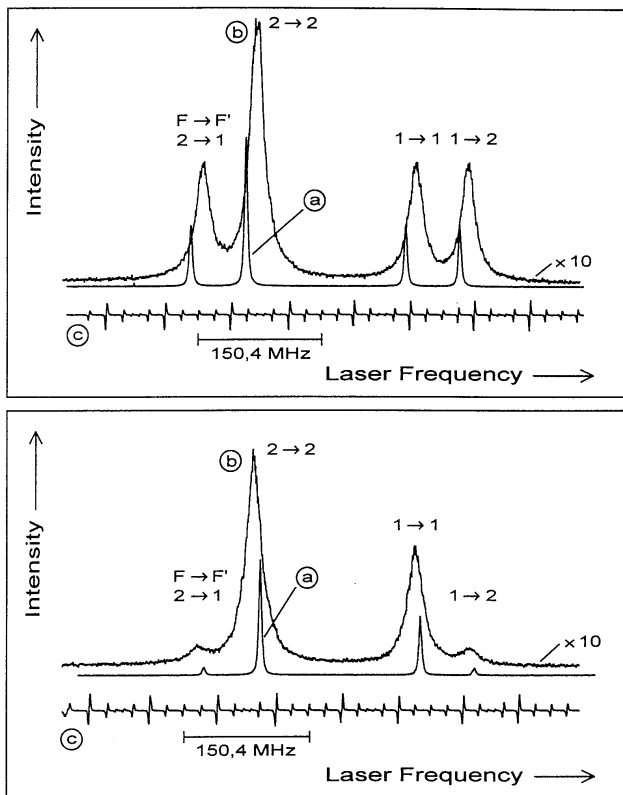 ⓑ 2 → 2
F → F'
2 → 1
1 → 1 1 → 2
ⓐ
× 10
ⓒ
150,4 MHz
Intensity
Laser Frequency
ⓑ 2 → 2
1 → 1
F → F'
2 → 1
ⓐ
1 → 2
× 10
ⓒ
150,4 MHz
Intensity
Laser Frequency